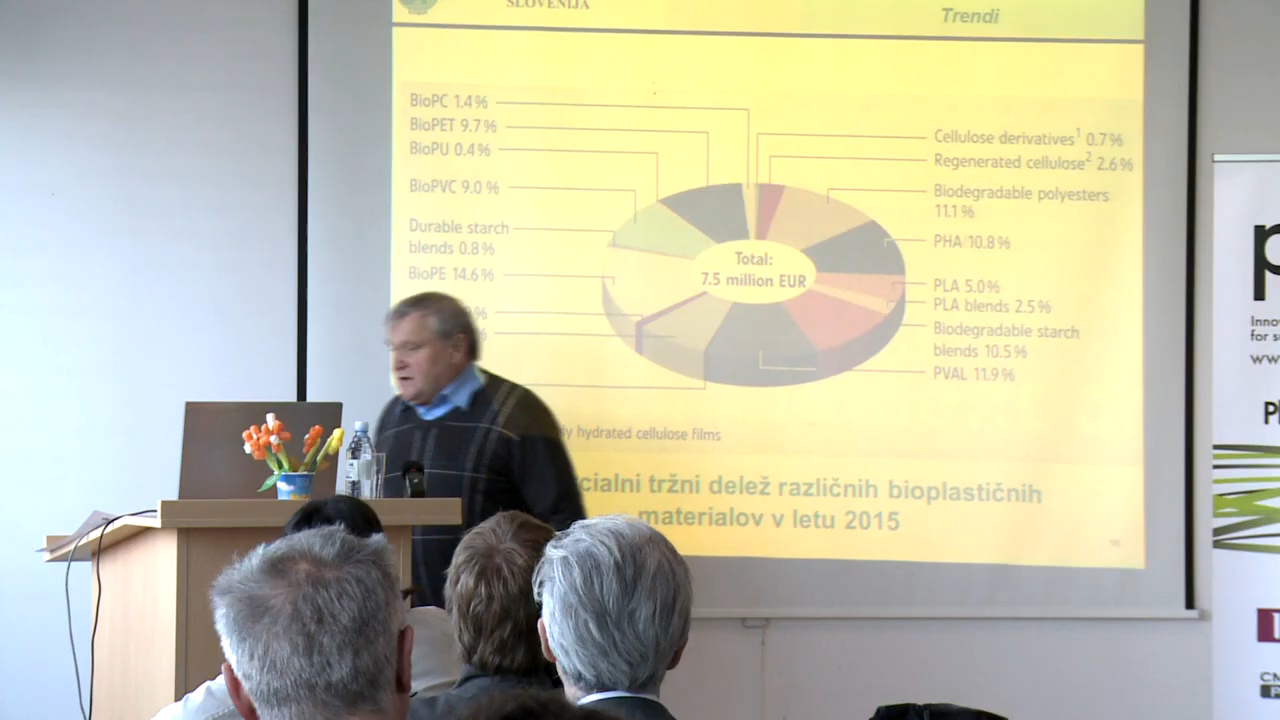 SLOVENIJA
Trendi
BioPC 1.4%
BioPET 9.7%
BioPU 0.4%
BioPVC 9.0%
Durable starch
blends 0.8%
BioPE 14.6%
%
Cellulose derivatives1 0.7%
Regenerated cellulose2 2.6%
Biodegradable polyesters
11.1%
PHA 10.8%
PLA 5.0%
PLA blends 2.5%
Biodegradable starch
blends 10.5%
PVAL 11.9%
Total:
7.5 million EUR
hydrated cellulose films
tržni delež različnih bioplastičnih
materialov v letu 2015
for s
www.